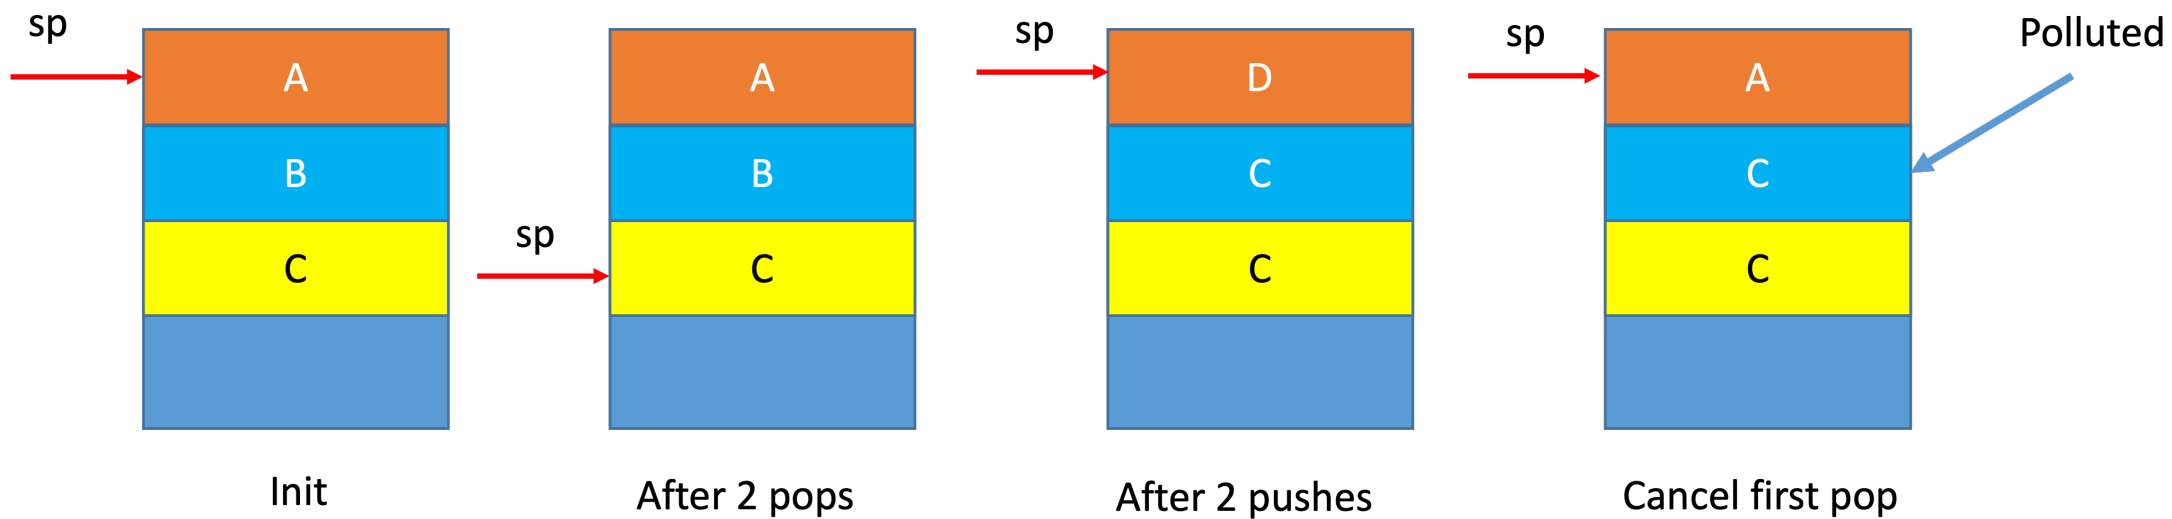 sp
A
B
C
Init
sp
A
B
C
After 2 pops
sp
D
C
C
After 2 pushes
sp
A
C
C
Cancel first pop
Polluted